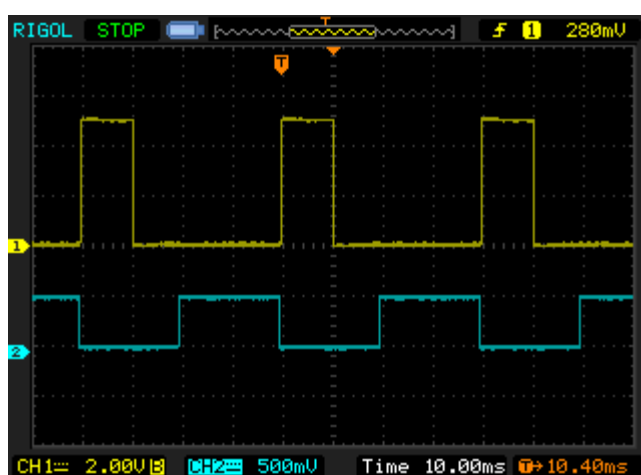 RIGOL STOP T f 1 280mV
T
1
2
CH1 2.00V B CH2 500mV Time 10.00ms T→10.40ms